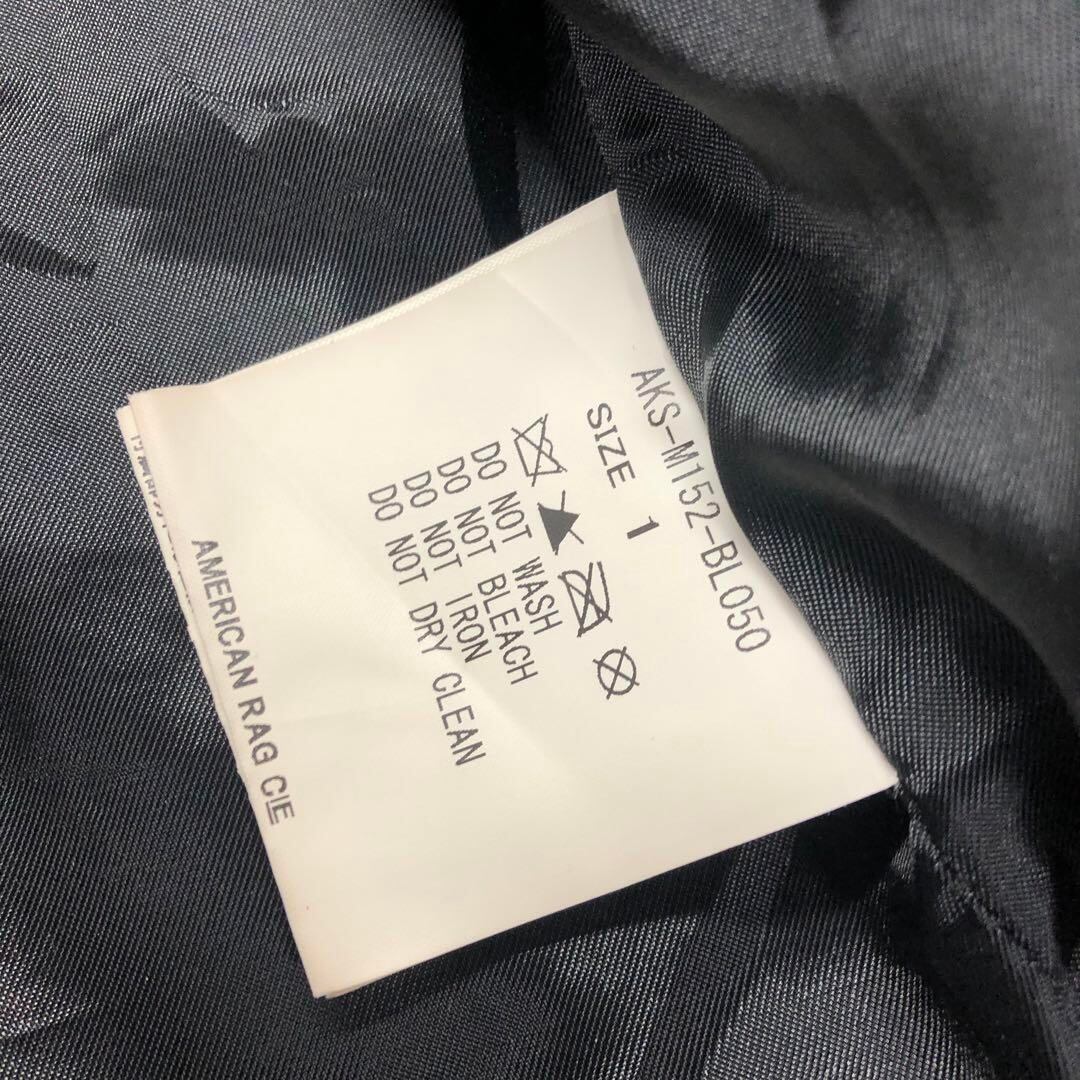 AKS-M152-BL050
SIZE 1
DO NOT WASH
DO NOT BLEACH
DO NOT IRON
DO NOT DRY CLEAN
AMERICAN RAG CIE